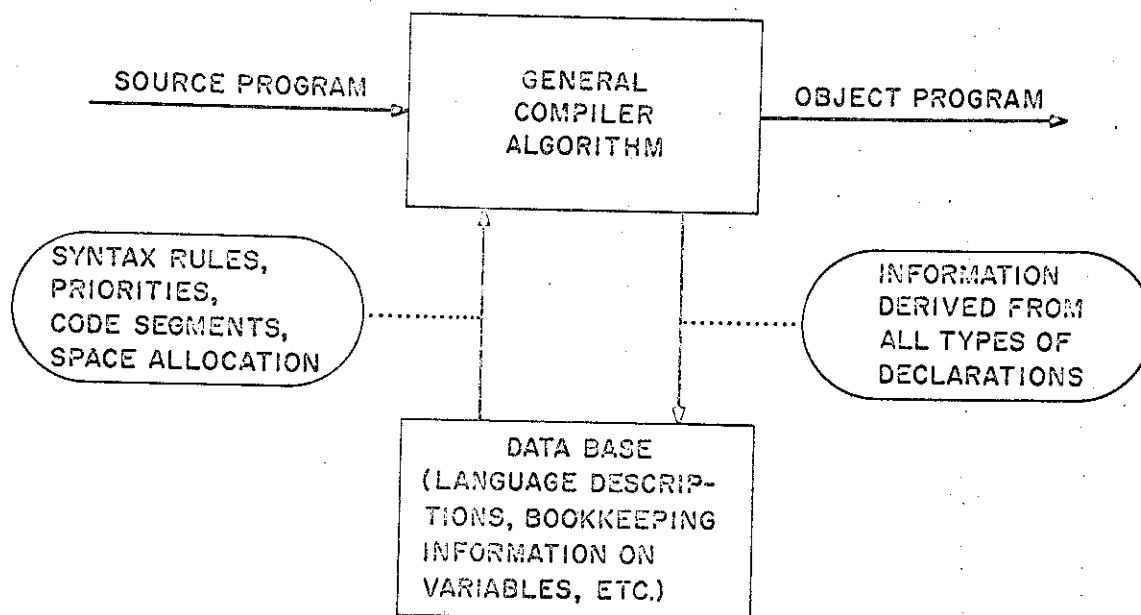 SOURCE PROGRAM
GENERAL
COMPILER
ALGORITHM
OBJECT PROGRAM
SYNTAX RULES,
PRIORITIES,
CODE SEGMENTS,
SPACE ALLOCATION
INFORMATION
DERIVED FROM
ALL TYPES OF
DECLARATIONS
DATA BASE
(LANGUAGE DESCRIP-
TIONS, BOOKKEEPING
INFORMATION ON
VARIABLES, ETC.)